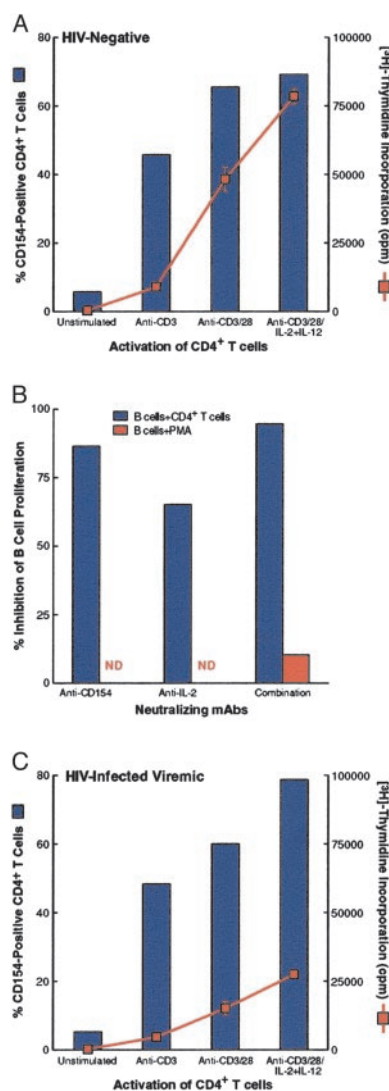 A
HIV-Negative
% CD154-Positive CD4+ T Cells
80
60
40
20
0
100000
75000
50000
25000
0
[3H]-Thymidine Incorporation (cpm)
Unstimulated
Anti-CD3
Anti-CD3/28
Anti-CD3/28/
IL-2+IL-12
Activation of CD4+ T cells
B
B cells+CD4+ T cells
B cells+PMA
% Inhibition of B Cell Proliferation
100
75
50
25
0
ND
ND
Anti-CD154
Anti-IL-2
Combination
Neutralizing mAbs
C
HIV-Infected Viremic
% CD154-Positive CD4+ T Cells
80
60
40
20
0
100000
75000
50000
25000
0
[3H]-Thymidine Incorporation (cpm)
Unstimulated
Anti-CD3
Anti-CD3/28
Anti-CD3/28/
IL-2+IL-12
Activation of CD4+ T cells